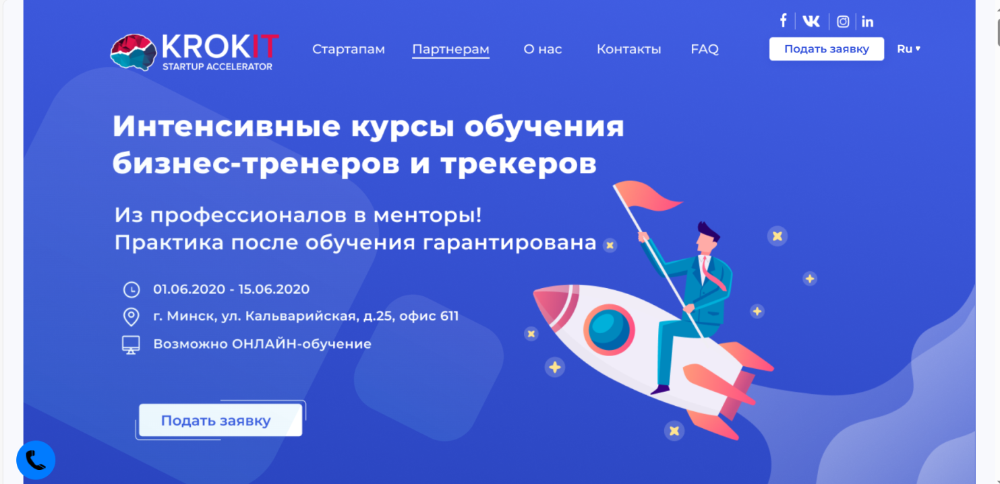 KROKIT
STARTUP ACCELERATOR
Стартапам
Партнерам
О нас
Контакты
FAQ
Подать заявку
Ru
Интенсивные курсы обучения
бизнес-тренеров и трекеров
Из профессионалов в менторы!
Практика после обучения гарантирована
01.06.2020 - 15.06.2020
г. Минск, ул. Кальварийская, д.25, офис 611
Возможно ОНЛАЙН-обучение
Подать заявку